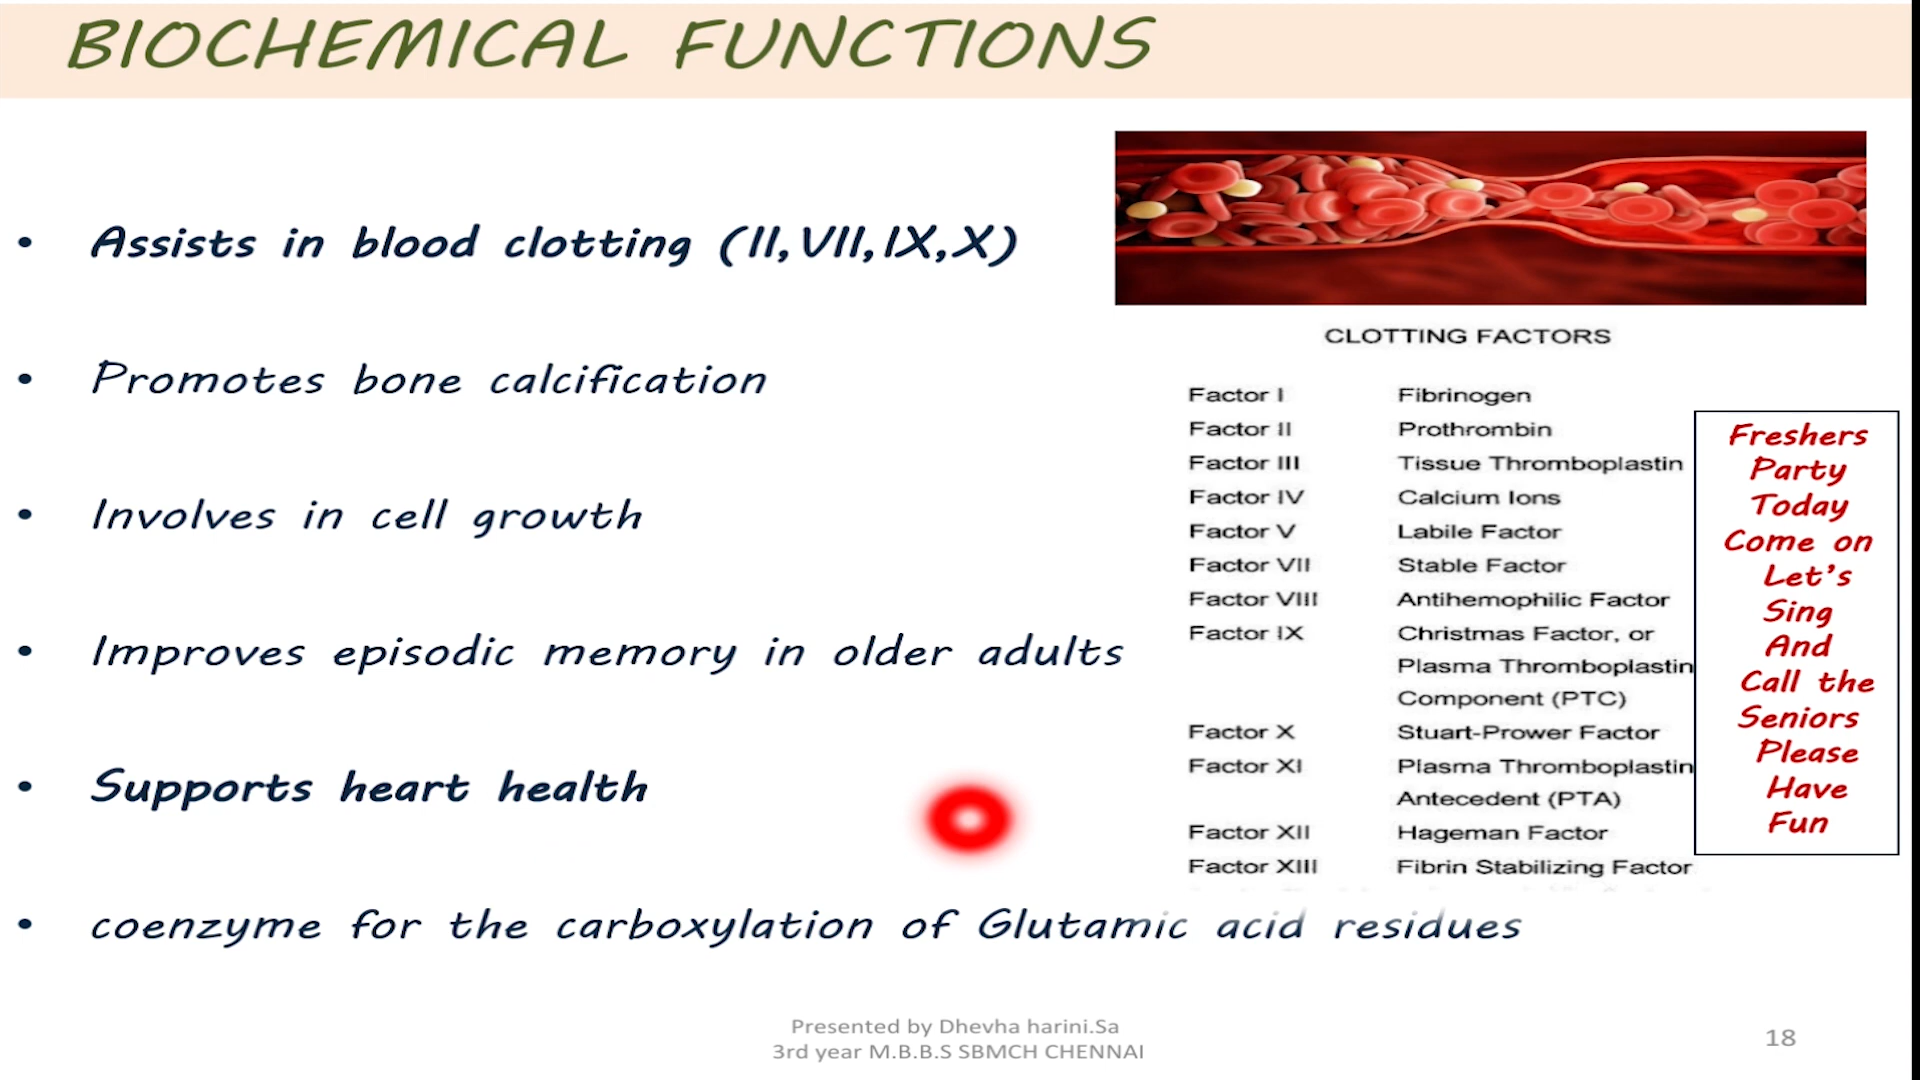 BIOCHEMICAL FUNCTIONS
• Assists in blood clotting (II,VII,IX,X)
• Promotes bone calcification
• Involves in cell growth
• Improves episodic memory in older adults
• Supports heart health
• coenzyme for the carboxylation of Glutamic acid residues
CLOTTING FACTORS
Factor I Fibrinogen
Factor II Prothrombin
Factor III Tissue Thromboplastin
Factor IV Calcium Ions
Factor V Labile Factor
Factor VII Stable Factor
Factor VIII Antihemophilic Factor
Factor IX Christmas Factor, or
Plasma Thromboplastin
Component (PTC)
Factor X Stuart-Prower Factor
Factor XI Plasma Thromboplastin
Antecedent (PTA)
Factor XII Hageman Factor
Factor XIII Fibrin Stabilizing Factor
Freshers
Party
Today
Come on
Let's
Sing
And
Call the
Seniors
Please
Have
Fun
Presented by Dhevha harini.Sa
3rd year M.B.B.S SBMCH CHENNAI
18